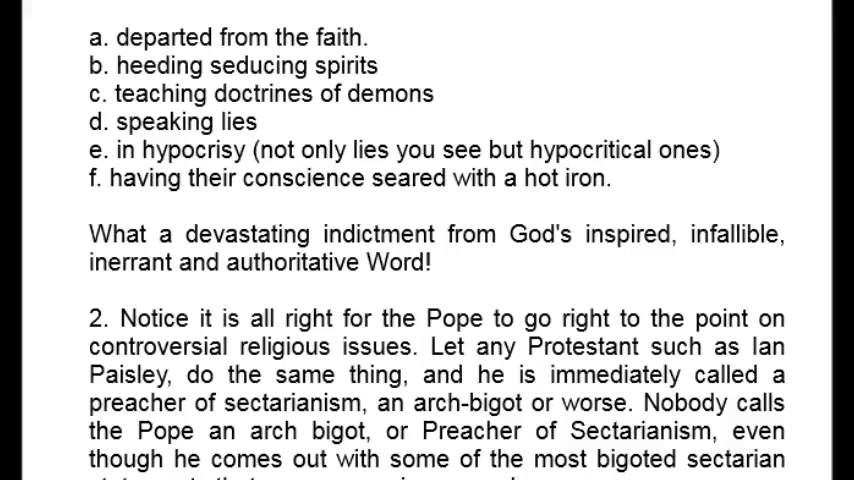 a. departed from the faith.
b. heeding seducing spirits
c. teaching doctrines of demons
d. speaking lies
e. in hypocrisy (not only lies you see but hypocritical ones)
f. having their conscience seared with a hot iron.
What a devastating indictment from God's inspired, infallible,
inerrant and authoritative Word!
2. Notice it is all right for the Pope to go right to the point on
controversial religious issues. Let any Protestant such as Ian
Paisley, do the same thing, and he is immediately called a
preacher of sectarianism, an arch-bigot or worse. Nobody calls
the Pope an arch bigot, or Preacher of Sectarianism, even
though he comes out with some of the most bigoted sectarian